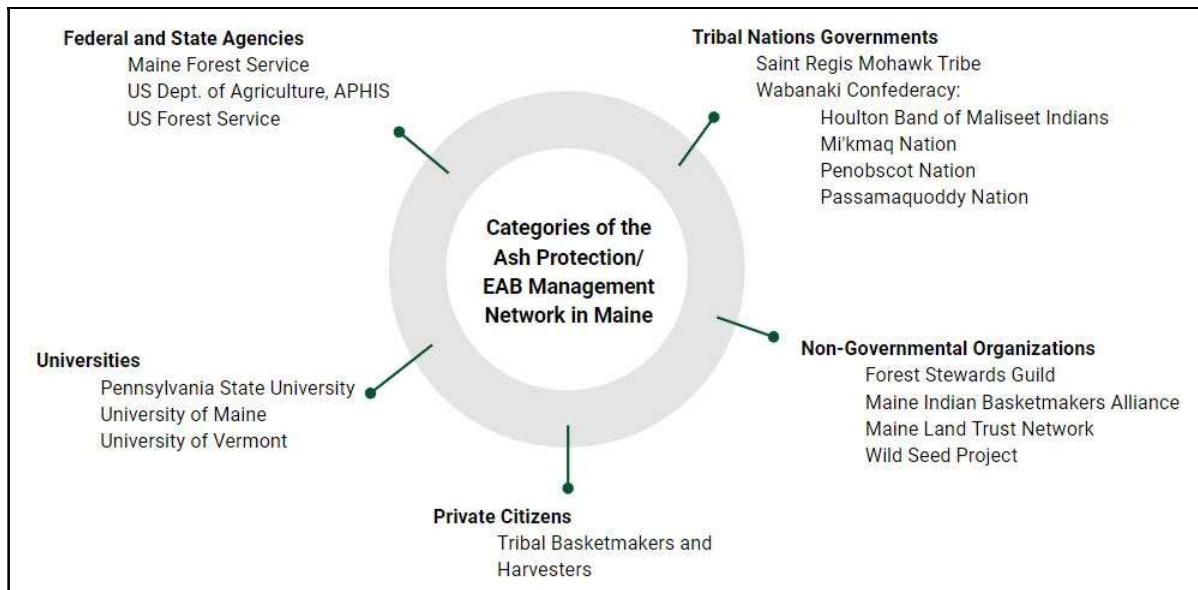 Federal and State Agencies
Maine Forest Service
US Dept. of Agriculture, APHIS
US Forest Service
Tribal Nations Governments
Saint Regis Mohawk Tribe
Wabanaki Confederacy:
Houlton Band of Maliseet Indians
Mi'kmaq Nation
Penobscot Nation
Passamaquoddy Nation
Categories of the
Ash Protection/
EAB Management
Network in Maine
Universities
Pennsylvania State University
University of Maine
University of Vermont
Non-Governmental Organizations
Forest Stewards Guild
Maine Indian Basketmakers Alliance
Maine Land Trust Network
Wild Seed Project
Private Citizens
Tribal Basketmakers and
Harvesters